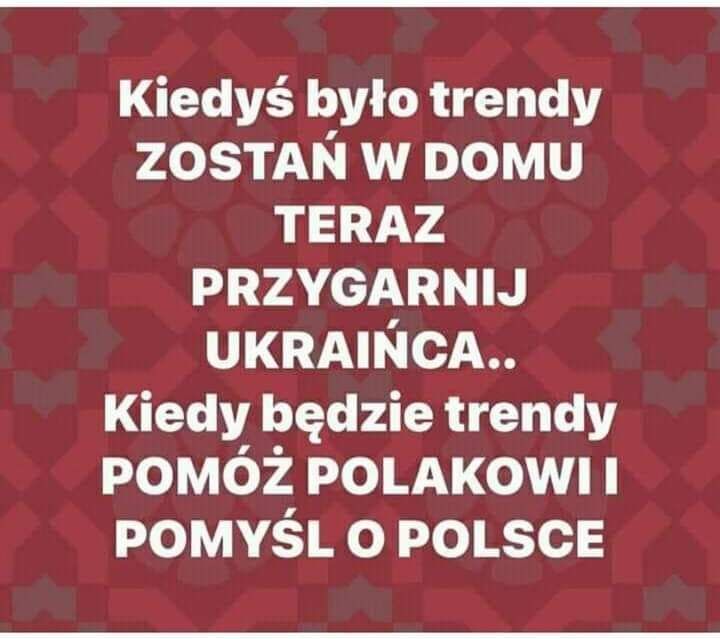 Kiedyś było trendy
ZOSTAŃ W DOMU
TERAZ
PRZYGARNIJ
UKRAIŃCA..
Kiedy będzie trendy
POMÓŻ POLAKOWI I
POMYŚL O POLSCE